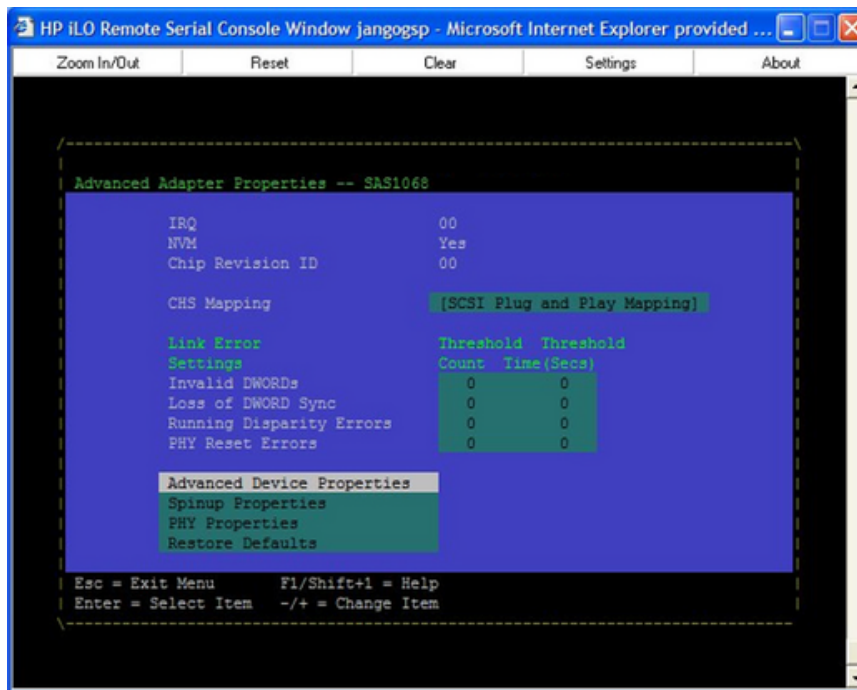 HP iLO Remote Serial Console Window jangogsp - Microsoft Internet Explorer provided ...
Zoom In/Out Reset Clear Settings About
Advanced Adapter Properties -- SAS1068
IRQ 00
NVM Yes
Chip Revision ID 00
CHS Mapping [SCSI Plug and Play Mapping]
Link Error Threshold Threshold
Settings Count Time(Secs)
Invalid DWORDs 0 0
Loss of DWORD Sync 0 0
Running Disparity Errors 0 0
PHY Reset Errors 0 0
Advanced Device Properties
Spinup Properties
PHY Properties
Restore Defaults
Esc = Exit Menu F1/Shift+1 = Help
Enter = Select Item -/+ = Change Item